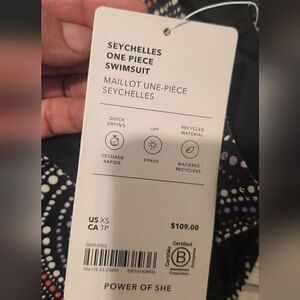 SEYCHELLES
ONE PIECE
SWIMSUIT
MAILLOT UNE-PIÈCE
SEYCHELLES
QUICK
DRYING
UPF
RECYCLED
MATERIAL
SÉCHAGE
RAPIDE
FPRUV
MATIÈRES
RECYCLÉES
US XS
CA TP
$109.00
Certified
B
Corporation
POWER OF SHE